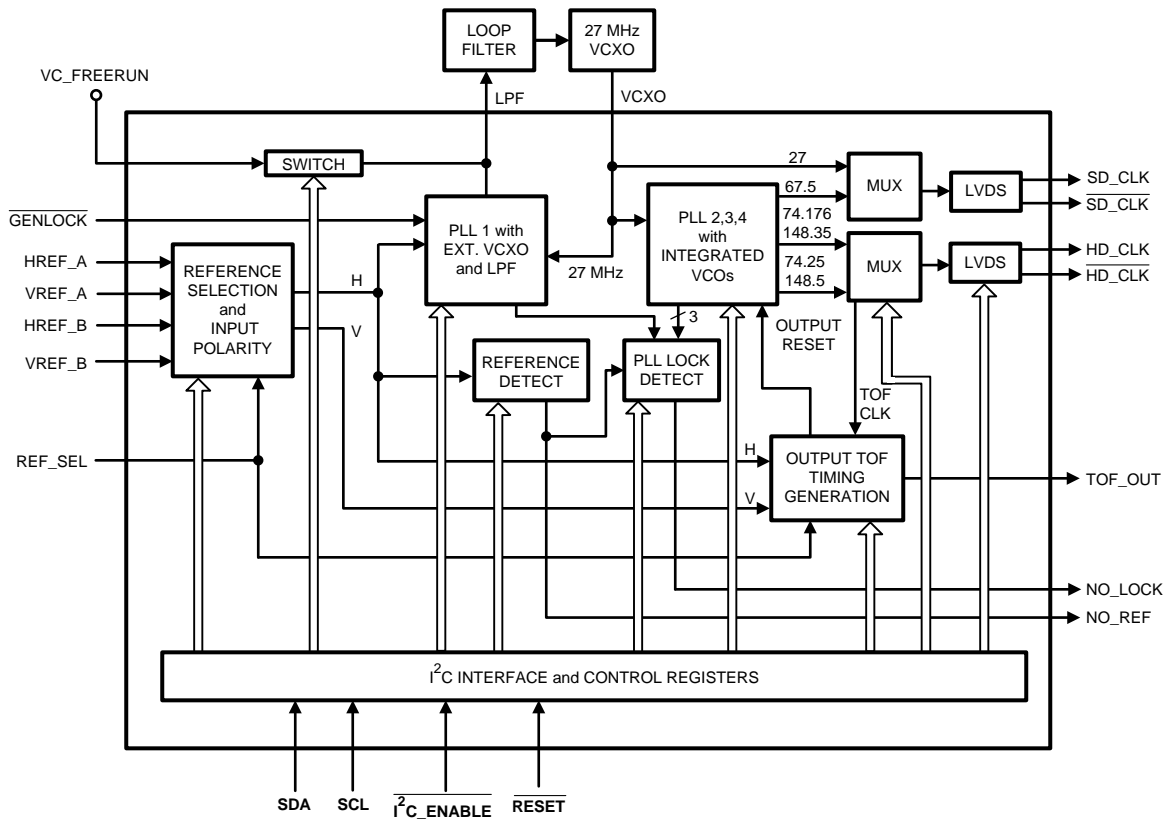 LOOP
FILTER
27 MHz
VCXO
VC_FREERUN
LPF
VCXO
SWITCH
GENLOCK
HREF_A
VREF_A
HREF_B
VREF_B
REF_SEL
REFERENCE
SELECTION
and
INPUT
POLARITY
H
V
PLL 1 with
EXT. VCXO
and LPF
27 MHz
PLL 2,3,4
with
INTEGRATED
VCOs
27
67.5
74.176
148.35
74.25
148.5
MUX
MUX
LVDS
LVDS
SD_CLK
SD_CLK
HD_CLK
HD_CLK
3
OUTPUT
RESET
REFERENCE
DETECT
PLL LOCK
DETECT
TOF
CLK
H
V
OUTPUT TOF
TIMING
GENERATION
TOF_OUT
NO_LOCK
NO_REF
I2C INTERFACE and CONTROL REGISTERS
SDA
SCL
I2C_ENABLE
RESET